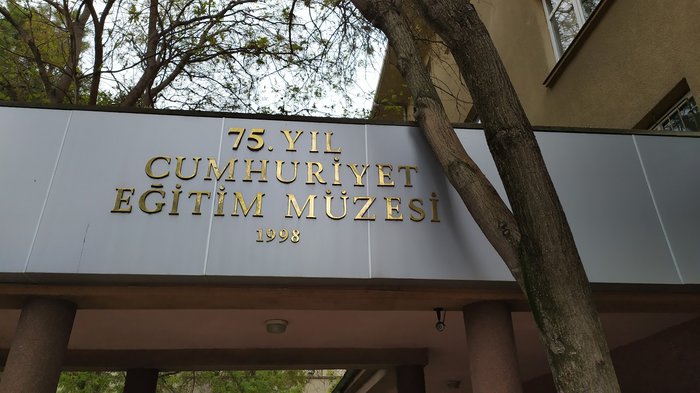 75. YIL
CUMHURİYET
EĞİTİM MÜZESİ
1998